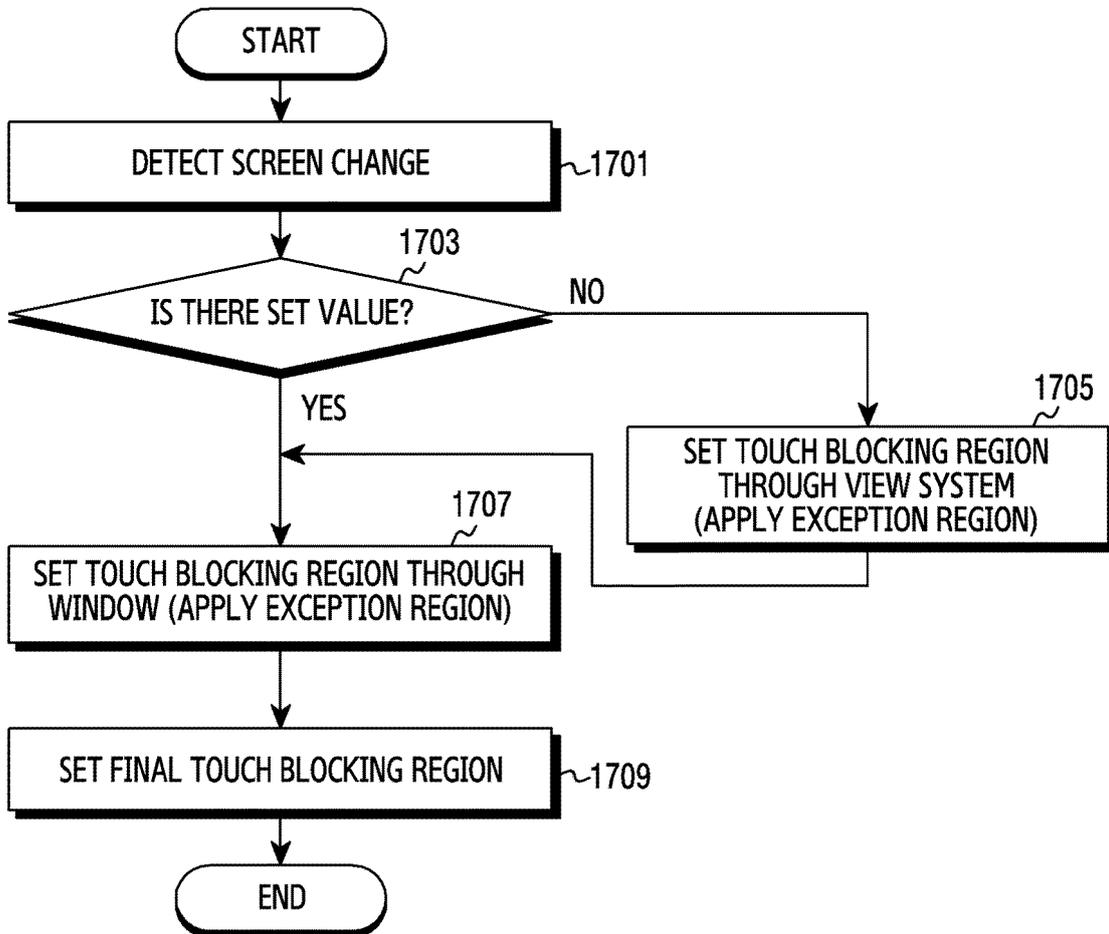 START
DETECT SCREEN CHANGE
1701
1703
IS THERE SET VALUE?
NO
YES
1705
SET TOUCH BLOCKING REGION
THROUGH VIEW SYSTEM
(APPLY EXCEPTION REGION)
1707
SET TOUCH BLOCKING REGION THROUGH
WINDOW (APPLY EXCEPTION REGION)
SET FINAL TOUCH BLOCKING REGION
1709
END